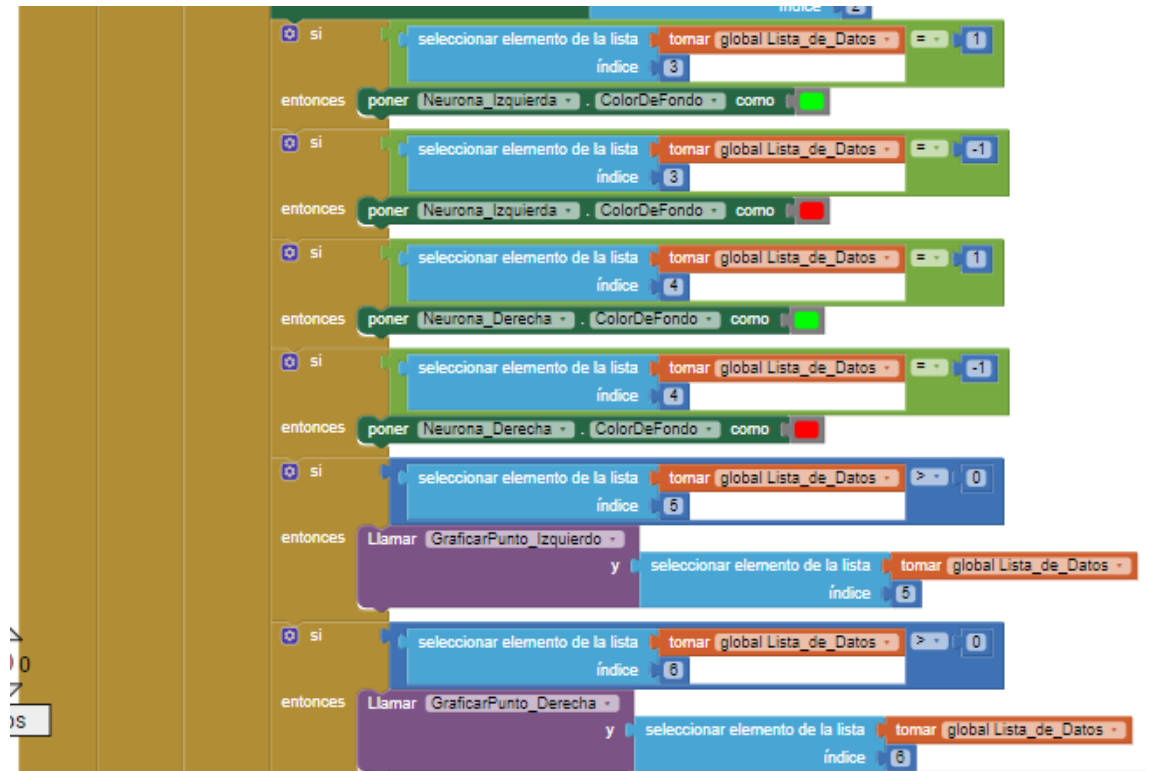 índice 2
si seleccionar elemento de la lista tomar global Lista_de_Datos = 1
índice 3
entonces poner Neurona_Izquierda . ColorDeFondo como
si seleccionar elemento de la lista tomar global Lista_de_Datos = -1
índice 3
entonces poner Neurona_Izquierda . ColorDeFondo como
si seleccionar elemento de la lista tomar global Lista_de_Datos = 1
índice 4
entonces poner Neurona_Derecha . ColorDeFondo como
si seleccionar elemento de la lista tomar global Lista_de_Datos = -1
índice 4
entonces poner Neurona_Derecha . ColorDeFondo como
si seleccionar elemento de la lista tomar global Lista_de_Datos > 0
índice 5
entonces Llamar GraficarPunto_Izquierdo
y seleccionar elemento de la lista tomar global Lista_de_Datos
índice 5
si seleccionar elemento de la lista tomar global Lista_de_Datos > 0
0
índice 6
entonces Llamar GraficarPunto_Derecha
y seleccionar elemento de la lista tomar global Lista_de_Datos
índice 6